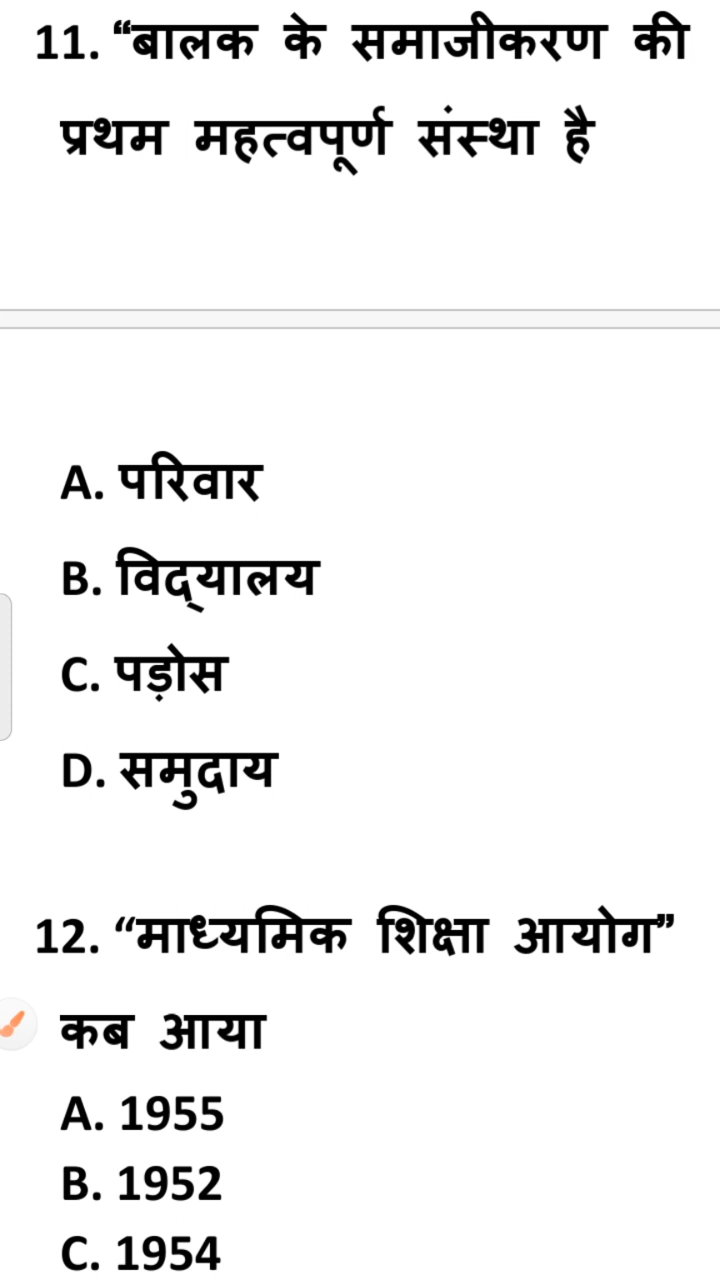 11. “बालक के समाजीकरण की
प्रथम महत्वपूर्ण संस्था है
A. परिवार
B. विद्यालय
C. पड़ोस
D. समुदाय
12. “माध्यमिक शिक्षा आयोग”
कब आया
A. 1955
B. 1952
C. 1954